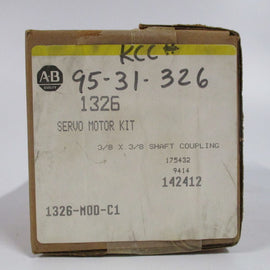 KCC#
A-B
95-31-326
1326
SERVO MOTOR KIT
3/8 X 3/8 SHAFT COUPLING
175432
9414
142412
1326-MOD-C1